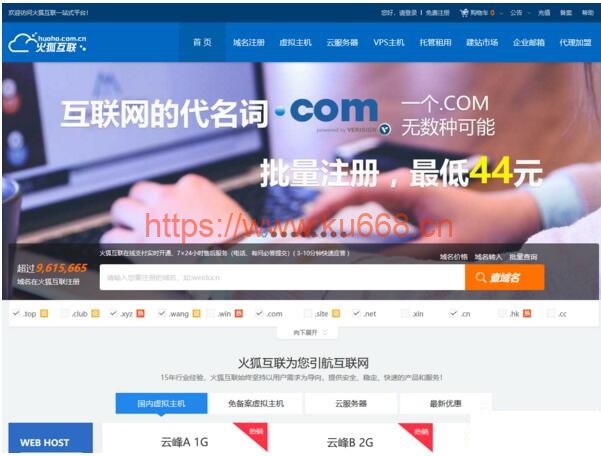 欢迎访问火狐互联一站式平台！
您好，请登录 | 免费注册 购物车 0 公告 充值 备案 帮助
huoho.com.cn
火狐互联
首 页 域名注册 虚拟主机 云服务器 VPS主机 托管租用 建站市场 企业邮箱 代理加盟
互联网的代名词 .com 一个.COM
powered by VERISIGN 无数种可能
批量注册，最低44元
https://www.ku668.cn
火狐互联在线支付实时开通、7×24小时售后服务（电话、有问必答提交）（3-10分钟快速应答） 域名价格 域名转入 批量查询
超过9,615,665
域名在火狐互联注册
请输入您要注册的域名，如:weiducn 查域名
.top .club .xyz 热 .wang .win 热 .com .site .net .xin .cn .hk 热 .cc
向下展开
火狐互联为您引航互联网
15年行业经验，火狐互联始终坚持以用户需求为导向，提供安全、稳定、快速的产品和服务！
国内虚拟主机 免备案虚拟主机 云服务器 最新优惠
WEB HOST 云峰A 1G 热销 云峰B 2G 热销